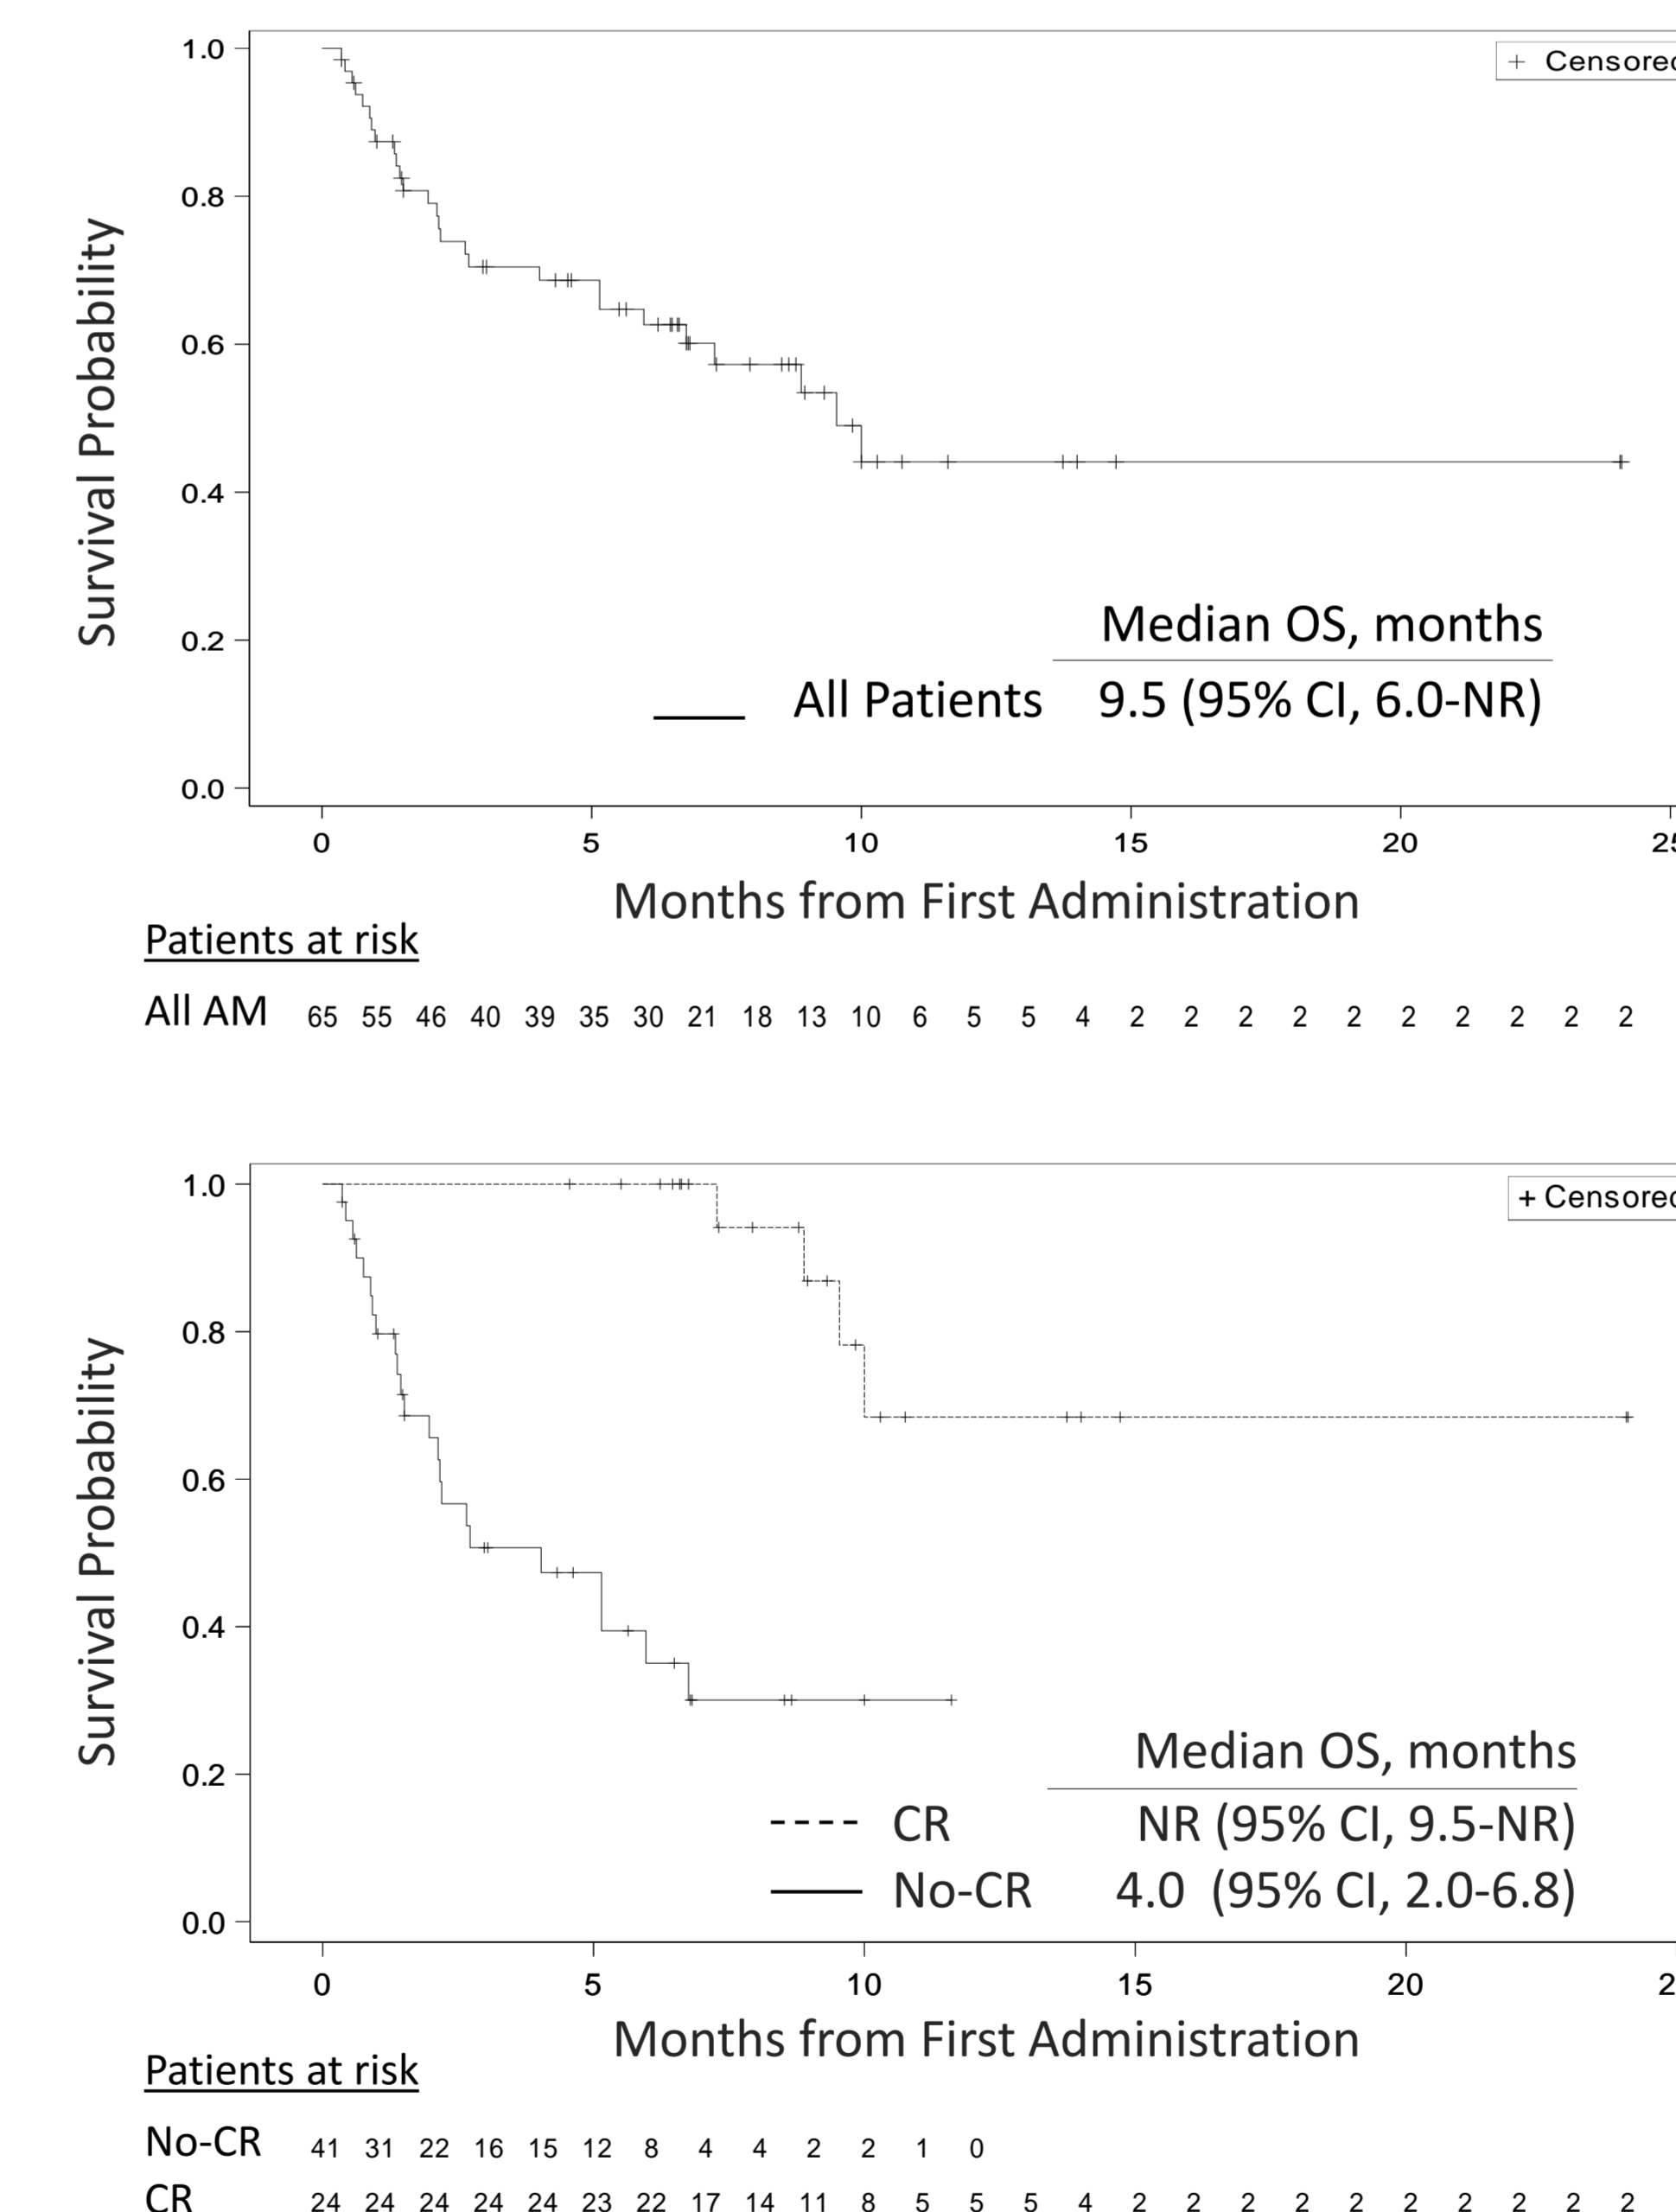 1.0
+ Censored
0.8
0.6
0.4
0.2
0.0
Survival Probability
Median OS, months
All Patients 9.5 (95% CI, 6.0-NR)
0 5 10 15 20 25
Months from First Administration
Patients at risk
All AM 65 55 46 40 39 35 30 21 18 13 10 6 5 5 4 2 2 2 2 2 2 2 2 2 2
1.0
+ Censored
0.8
0.6
0.4
0.2
0.0
Survival Probability
Median OS, months
CR NR (95% CI, 9.5-NR)
No-CR 4.0 (95% CI, 2.0-6.8)
0 5 10 15 20 2
Months from First Administration
Patients at risk
No-CR 41 31 22 16 15 12 8 4 4 2 2 1 0
CR 24 24 24 24 24 23 22 17 14 11 8 5 5 5 4 2 2 2 2 2 2 2 2 2 2